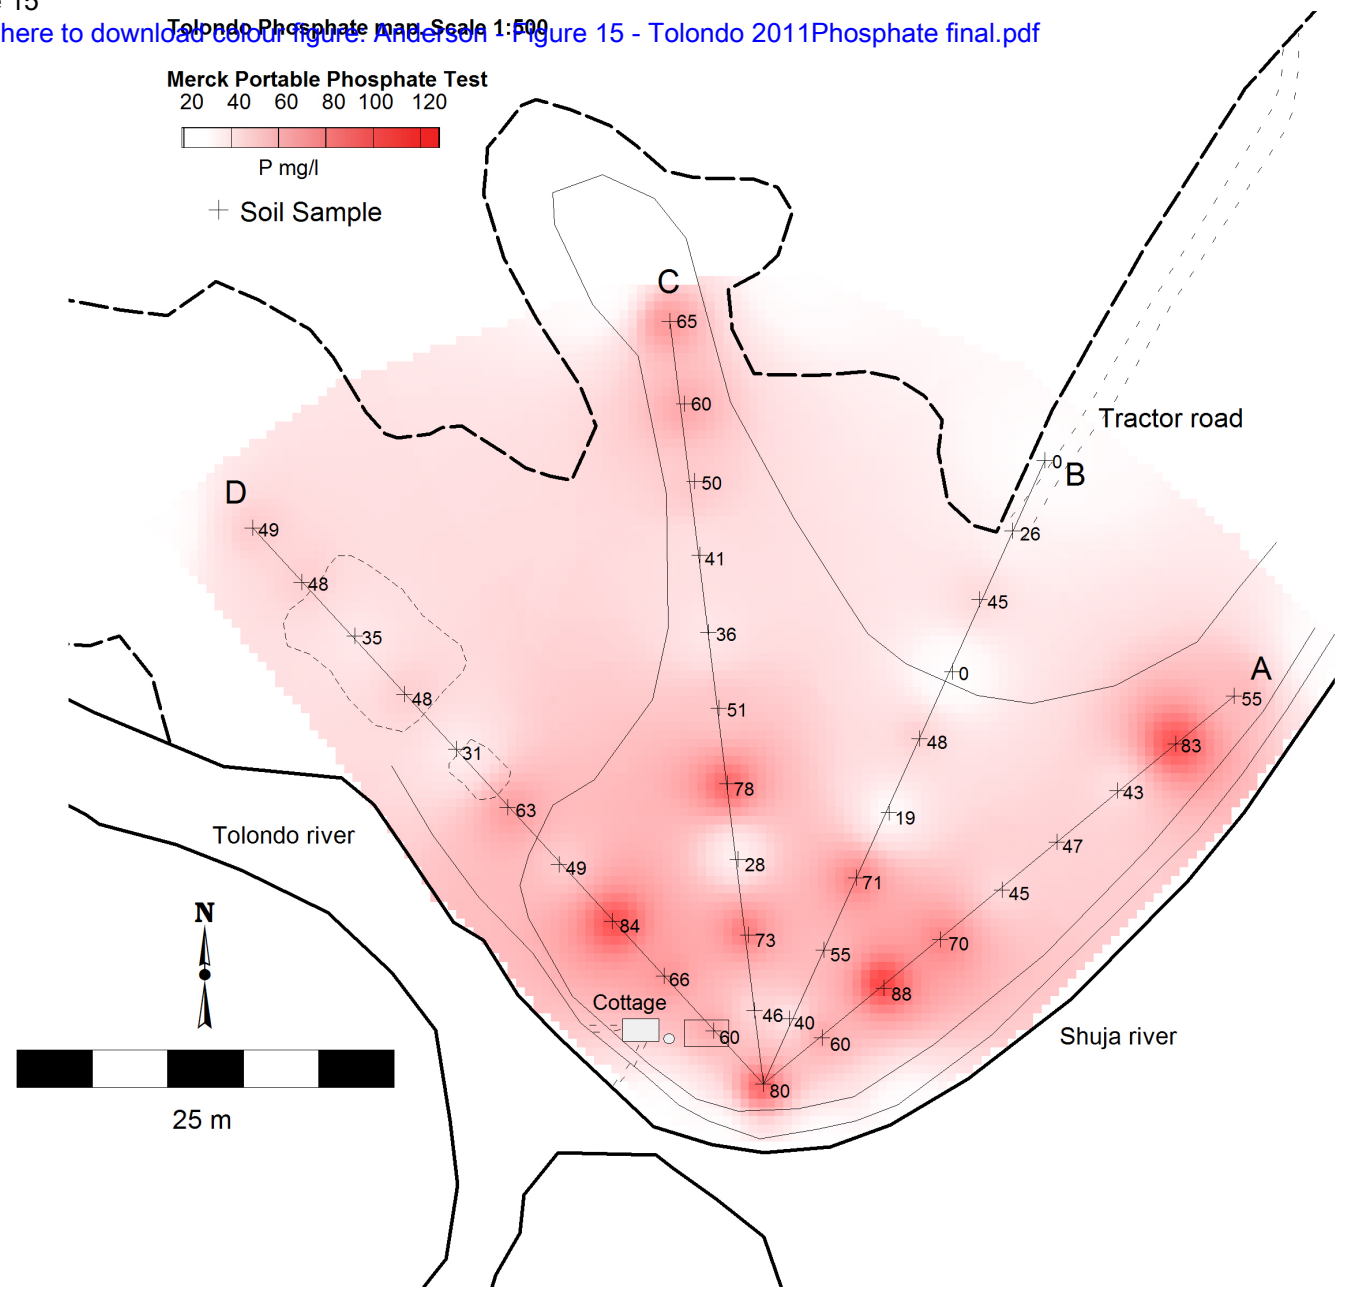 e 15
Tolondo Phosphate map. Scale 1:500
here to download colour figure: Anderson - Figure 15 - Tolondo 2011Phosphate final.pdf
Merck Portable Phosphate Test
20 40 60 80 100 120
P mg/l
Soil Sample
C
65
60
Tractor road
0
B
50
D
49
26
41
48
45
35
36
0
A
48
51
55
48
83
31
78
43
63
19
Tolondo river
47
28
49
71
45
N
84
73
70
55
66
88
Cottage
46
40
60
60
Shuja river
80
25 m